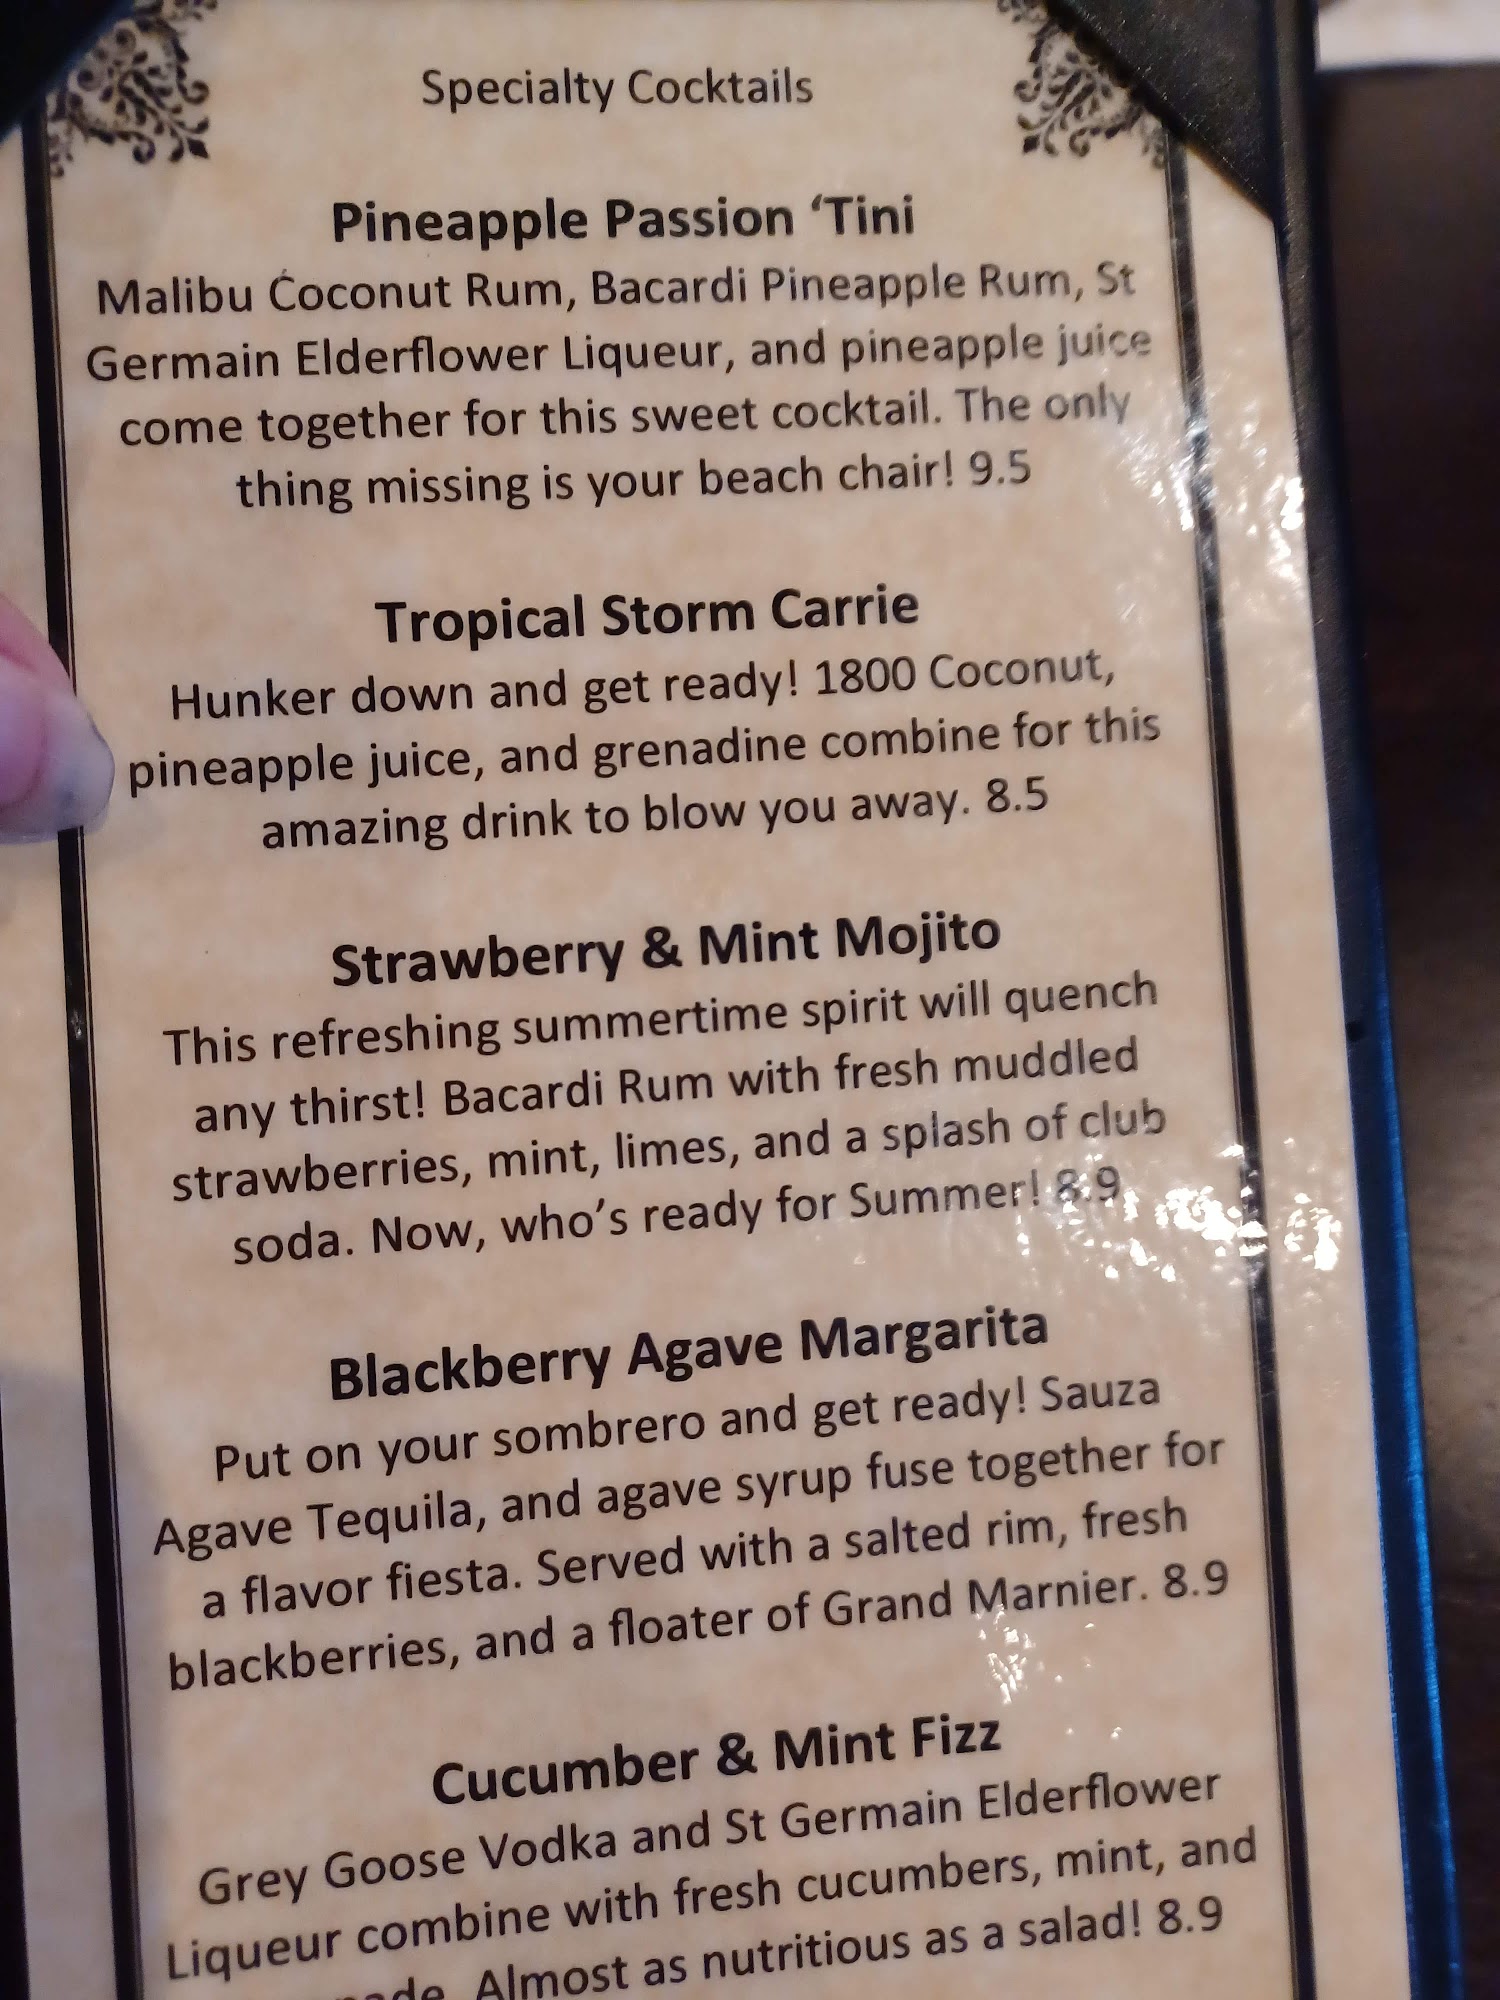 Specialty Cocktails
Pineapple Passion ‘Tini
Malibu Coconut Rum, Bacardi Pineapple Rum, St
Germain Elderflower Liqueur, and pineapple juice
come together for this sweet cocktail. The only
thing missing is your beach chair! 9.5
Tropical Storm Carrie
Hunker down and get ready! 1800 Coconut,
pineapple juice, and grenadine combine for this
amazing drink to blow you away. 8.5
Strawberry & Mint Mojito
This refreshing summertime spirit will quench
any thirst! Bacardi Rum with fresh muddled
strawberries, mint, limes, and a splash of club
soda. Now, who’s ready for Summer! 8.9
Blackberry Agave Margarita
Put on your sombrero and get ready! Sauza
Agave Tequila, and agave syrup fuse together for
a flavor fiesta. Served with a salted rim, fresh
blackberries, and a floater of Grand Marnier. 8.9
Cucumber & Mint Fizz
Grey Goose Vodka and St Germain Elderflower
Liqueur combine with fresh cucumbers, mint, and
Almost as nutritious as a salad! 8.9